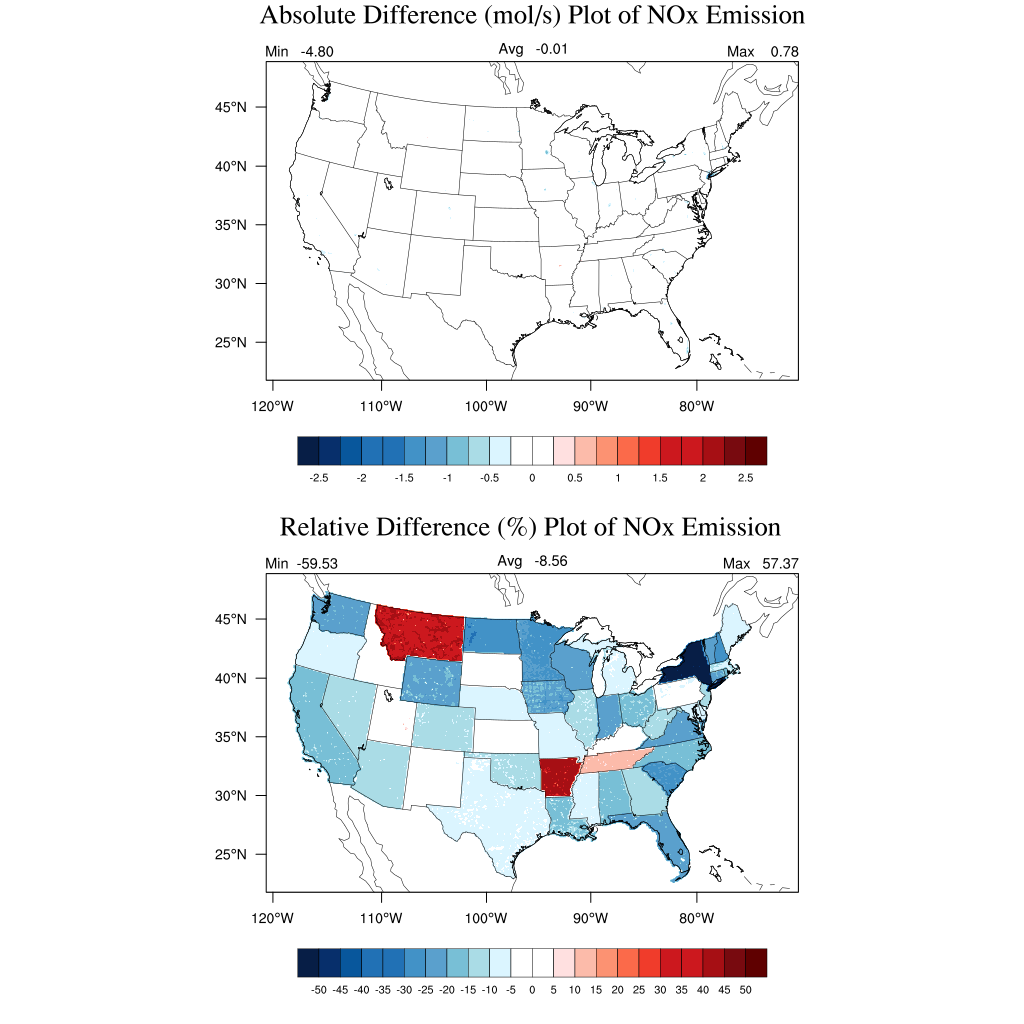 Absolute Difference (mol/s) Plot of NOx Emission
Min -4.80 Avg -0.01 Max 0.78
45°N
40°N
35°N
30°N
25°N
120°W 110°W 100°W 90°W 80°W
-2.5 -2 -1.5 -1 -0.5 0 0.5 1 1.5 2 2.5
Relative Difference (%) Plot of NOx Emission
Min -59.53 Avg -8.56 Max 57.37
45°N
40°N
35°N
30°N
25°N
120°W 110°W 100°W 90°W 80°W
-50 -45 -40 -35 -30 -25 -20 -15 -10 -5 0 5 10 15 20 25 30 35 40 45 50